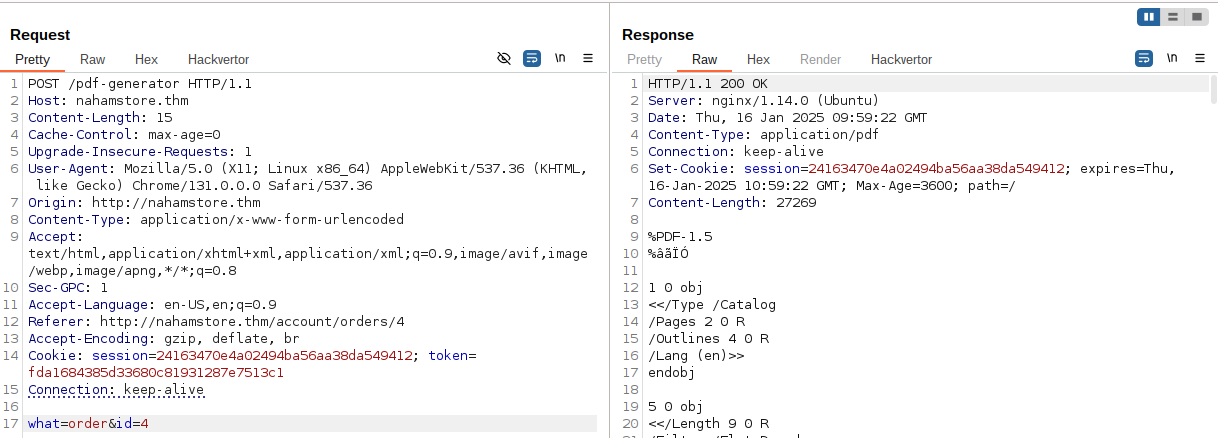 Request
Pretty Raw Hex Hackvertor \n
1 POST /pdf-generator HTTP/1.1
2 Host: nahamstore.thm
3 Content-Length: 15
4 Cache-Control: max-age=0
5 Upgrade-Insecure-Requests: 1
6 User-Agent: Mozilla/5.0 (X11; Linux x86_64) AppleWebKit/537.36 (KHTML,
like Gecko) Chrome/131.0.0.0 Safari/537.36
7 Origin: http://nahamstore.thm
8 Content-Type: application/x-www-form-urlencoded
9 Accept:
text/html,application/xhtml+xml,application/xml;q=0.9,image/avif,image
/webp,image/apng,*/*;q=0.8
10 Sec-GPC: 1
11 Accept-Language: en-US,en;q=0.9
12 Referer: http://nahamstore.thm/account/orders/4
13 Accept-Encoding: gzip, deflate, br
14 Cookie: session=24163470e4a02494ba56aa38da549412; token=
fda1684385d33680c81931287e7513c1
15 Connection: keep-alive
16
17 what=order&id=4
Response
Pretty Raw Hex Render Hackvertor \n
1 HTTP/1.1 200 OK
2 Server: nginx/1.14.0 (Ubuntu)
3 Date: Thu, 16 Jan 2025 09:59:22 GMT
4 Content-Type: application/pdf
5 Connection: keep-alive
6 Set-Cookie: session=24163470e4a02494ba56aa38da549412; expires=Thu,
16-Jan-2025 10:59:22 GMT; Max-Age=3600; path=/
7 Content-Length: 27269
8
9 %PDF-1.5
10 %âãÏÓ
11
12 1 0 obj
13 <</Type /Catalog
14 /Pages 2 0 R
15 /Outlines 4 0 R
16 /Lang (en)>>
17 endobj
18
19 5 0 obj
20 <</Length 9 0 R